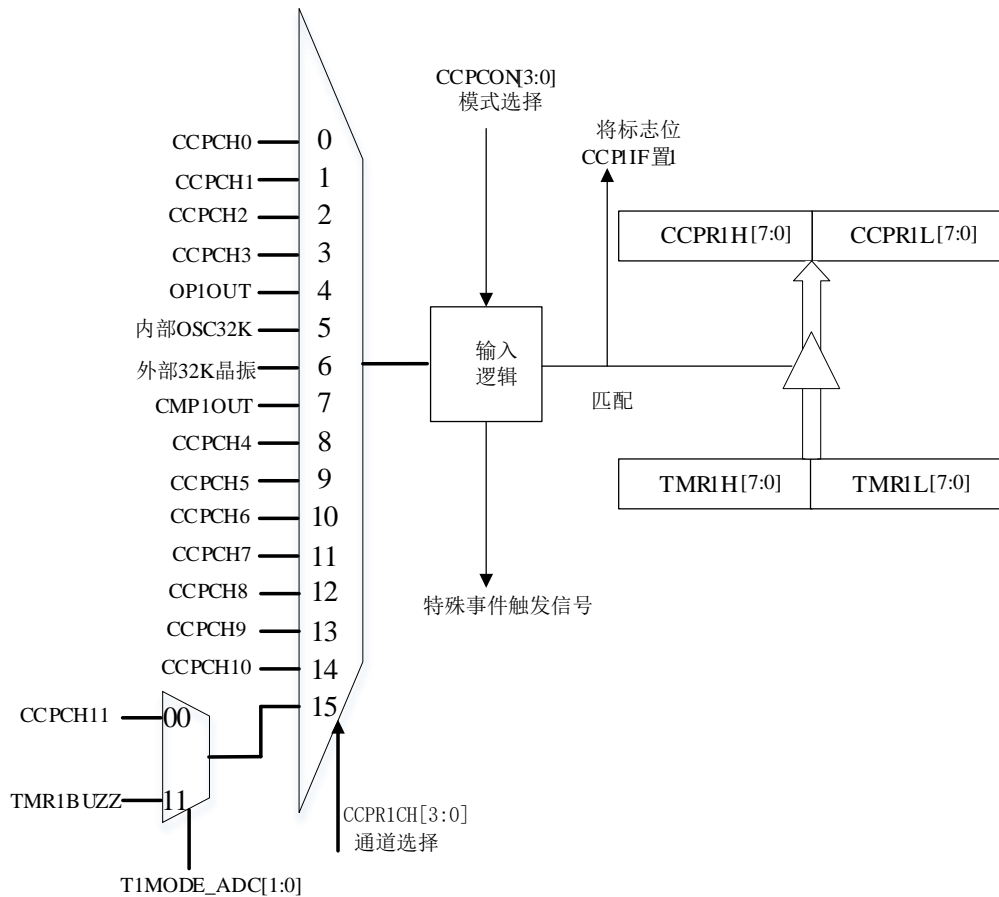 CCPCON[3:0]
模式选择
将标志位
CCP1IF置1
CCPR1H[7:0]
CCPR1L[7:0]
CCPCH0
0
CCPCH1
1
CCPCH2
2
CCPCH3
3
OP1OUT
4
内部OSC32K
5
外部32K晶振
6
CMP1OUT
7
CCPCH4
8
CCPCH5
9
CCPCH6
10
CCPCH7
11
CCPCH8
12
CCPCH9
13
CCPCH10
14
15
输入
逻辑
匹配
TMR1H[7:0]
TMR1L[7:0]
特殊事件触发信号
CCPCH11
00
TMR1BUZZ
11
CCPR1CH[3:0]
通道选择
T1MODE_ADC[1:0]